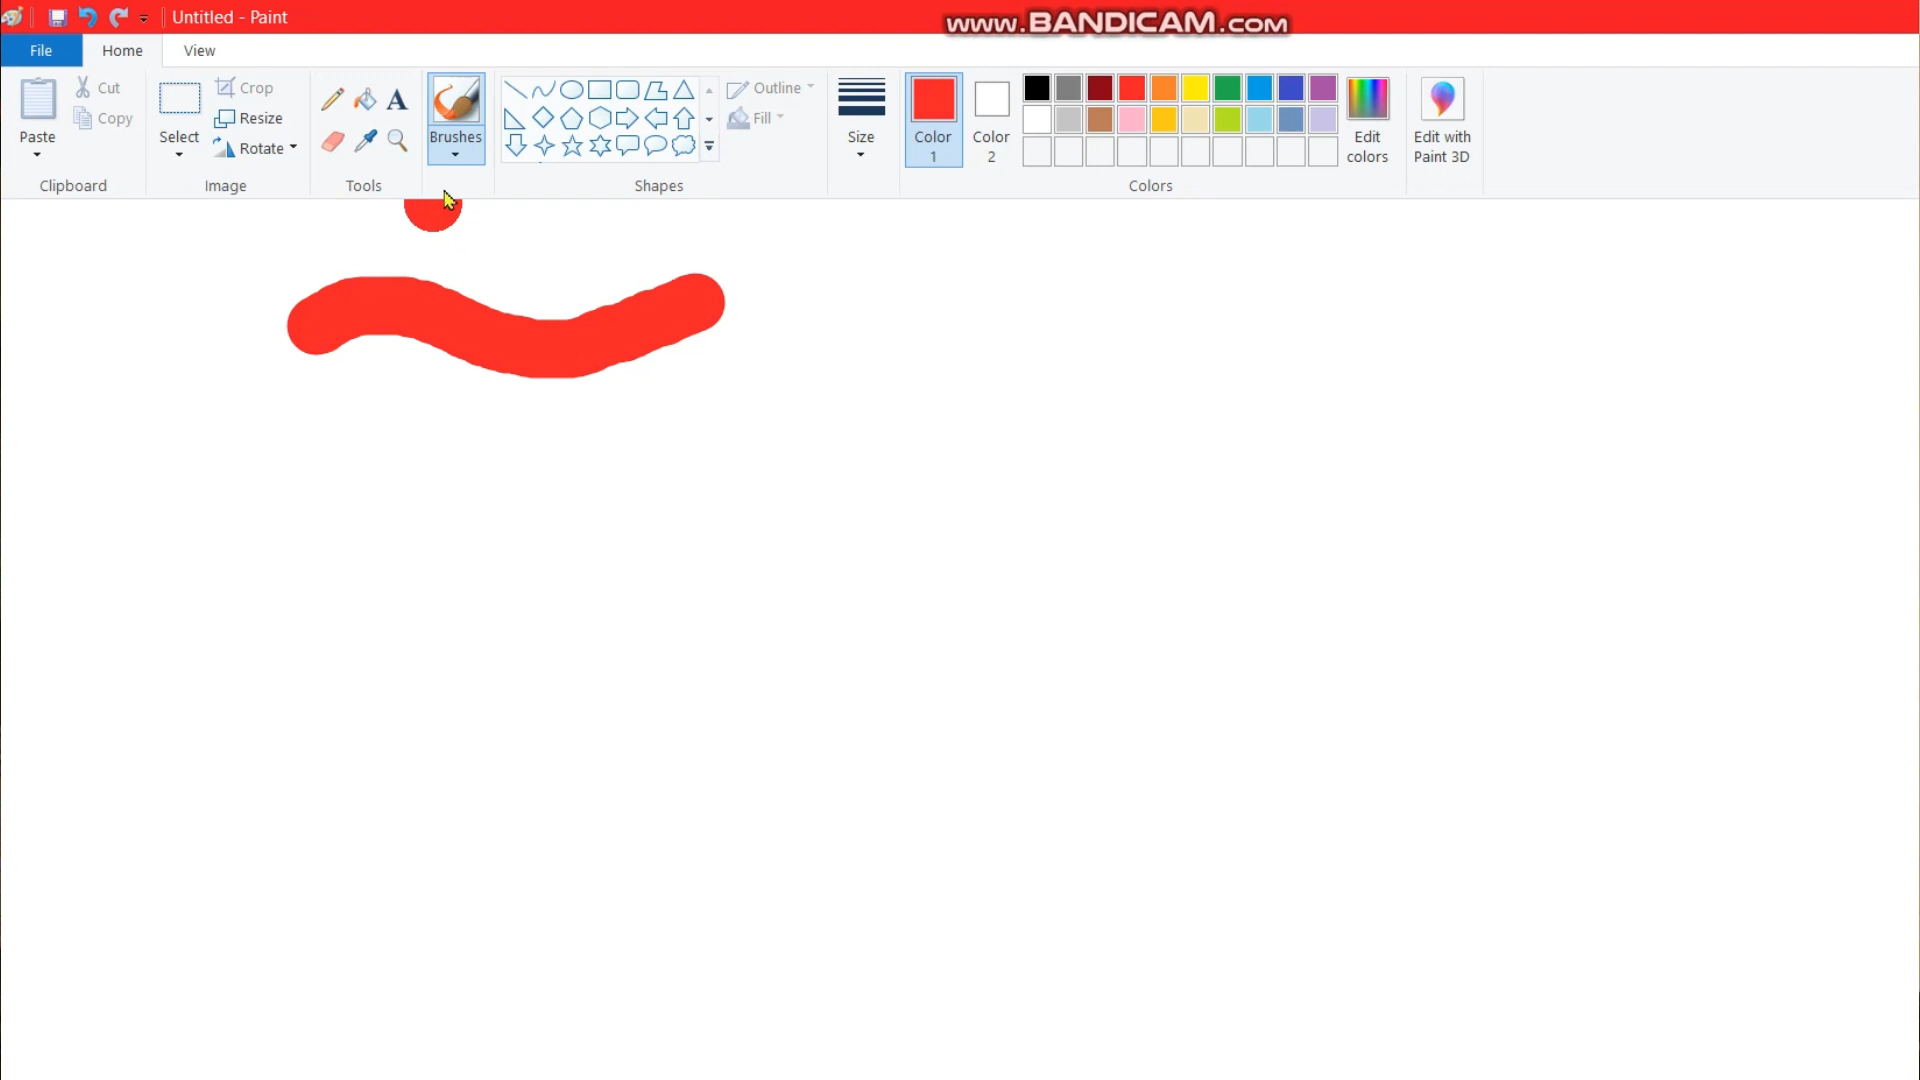 Untitled - Paint
www.BANDICAM.com
File Home View
Paste
Cut
Copy
Clipboard
Select
Crop
Resize
Rotate
Image
A
Tools
Brushes
Outline
Fill
Shapes
Size
Color
1
Color
2
Edit
colors
Colors
Edit with
Paint 3D